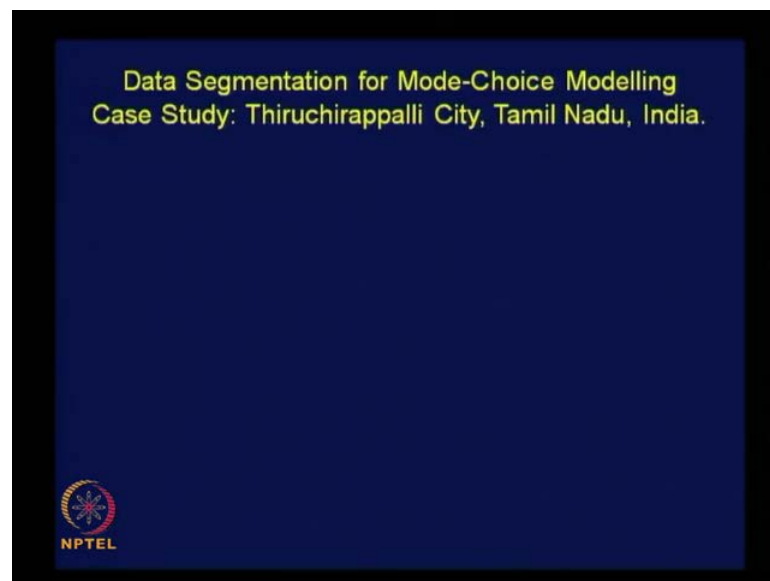 Data Segmentation for Mode-Choice Modelling
Case Study: Thiruchirappalli City, Tamil Nadu, India.
NPTEL